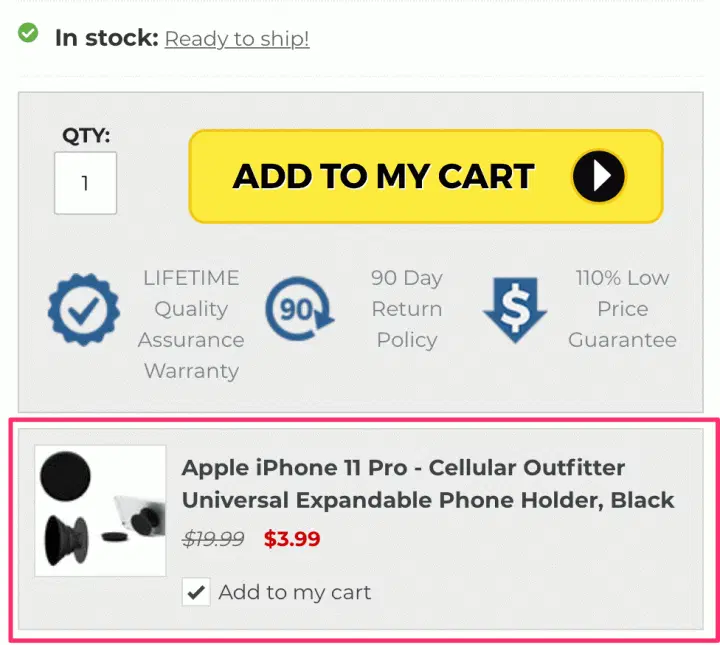 In stock: Ready to ship!
QTY:
1
ADD TO MY CART
LIFETIME
Quality
Assurance
Warranty
90
90 Day
Return
Policy
$
110% Low
Price
Guarantee
Apple iPhone 11 Pro - Cellular Outfitter
Universal Expandable Phone Holder, Black
$19.99 $3.99
Add to my cart